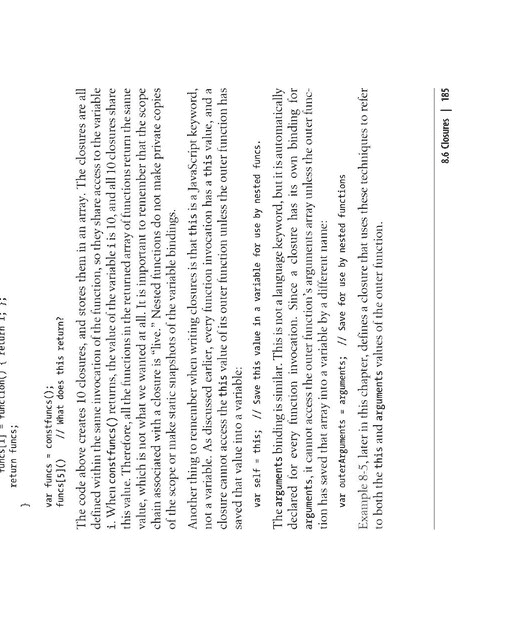 funcs[i] = function() { return i; };
return funcs;
}
var funcs = constfuncs();
funcs[5]() // What does this return?
The code above creates 10 closures, and stores them in an array. The closures are all
defined within the same invocation of the function, so they share access to the variable
i. When constfuncs() returns, the value of the variable i is 10, and all 10 closures share
this value. Therefore, all the functions in the returned array of functions return the same
value, which is not what we wanted at all. It is important to remember that the scope
chain associated with a closure is “live.” Nested functions do not make private copies
of the scope or make static snapshots of the variable bindings.
Another thing to remember when writing closures is that this is a JavaScript keyword,
not a variable. As discussed earlier, every function invocation has a this value, and a
closure cannot access the this value of its outer function unless the outer function has
saved that value into a variable:
var self = this; // Save this value in a variable for use by nested funcs.
The arguments binding is similar. This is not a language keyword, but it is automatically
declared for every function invocation. Since a closure has its own binding for
arguments, it cannot access the outer function’s arguments array unless the outer func-
tion has saved that array into a variable by a different name:
var outerArguments = arguments; // Save for use by nested functions
Example 8-5, later in this chapter, defines a closure that uses these techniques to refer
to both the this and arguments values of the outer function.
8.6 Closures | 185